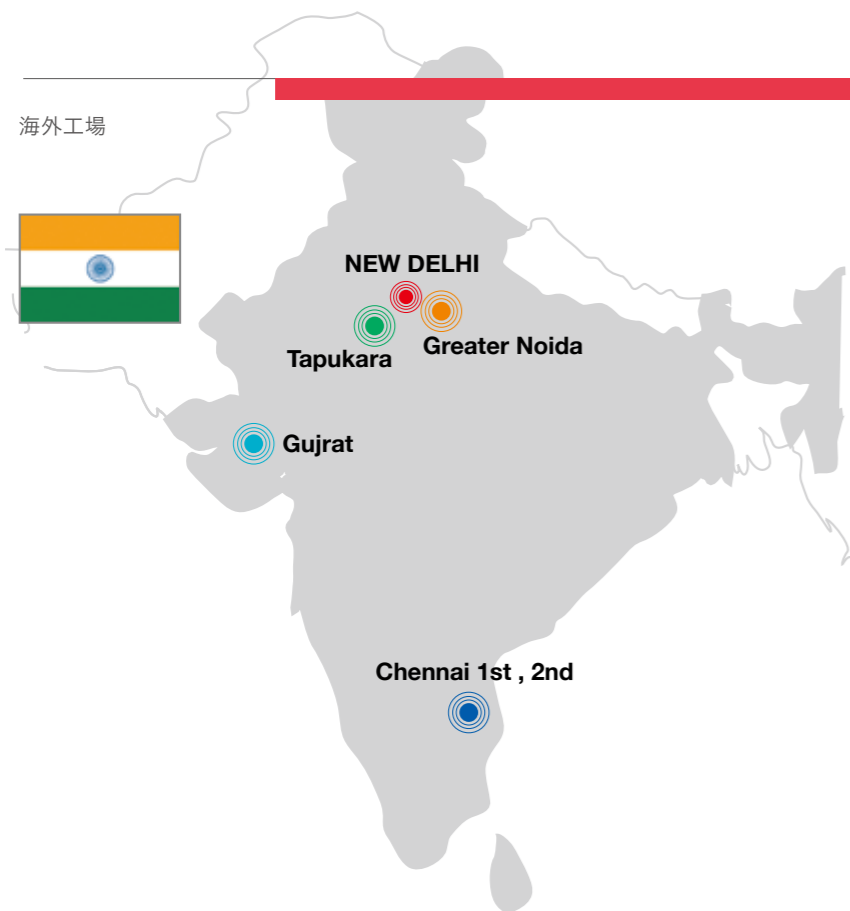 海外工場
NEW DELHI
Tapukara
Greater Noida
Gujrat
Chennai 1st , 2nd